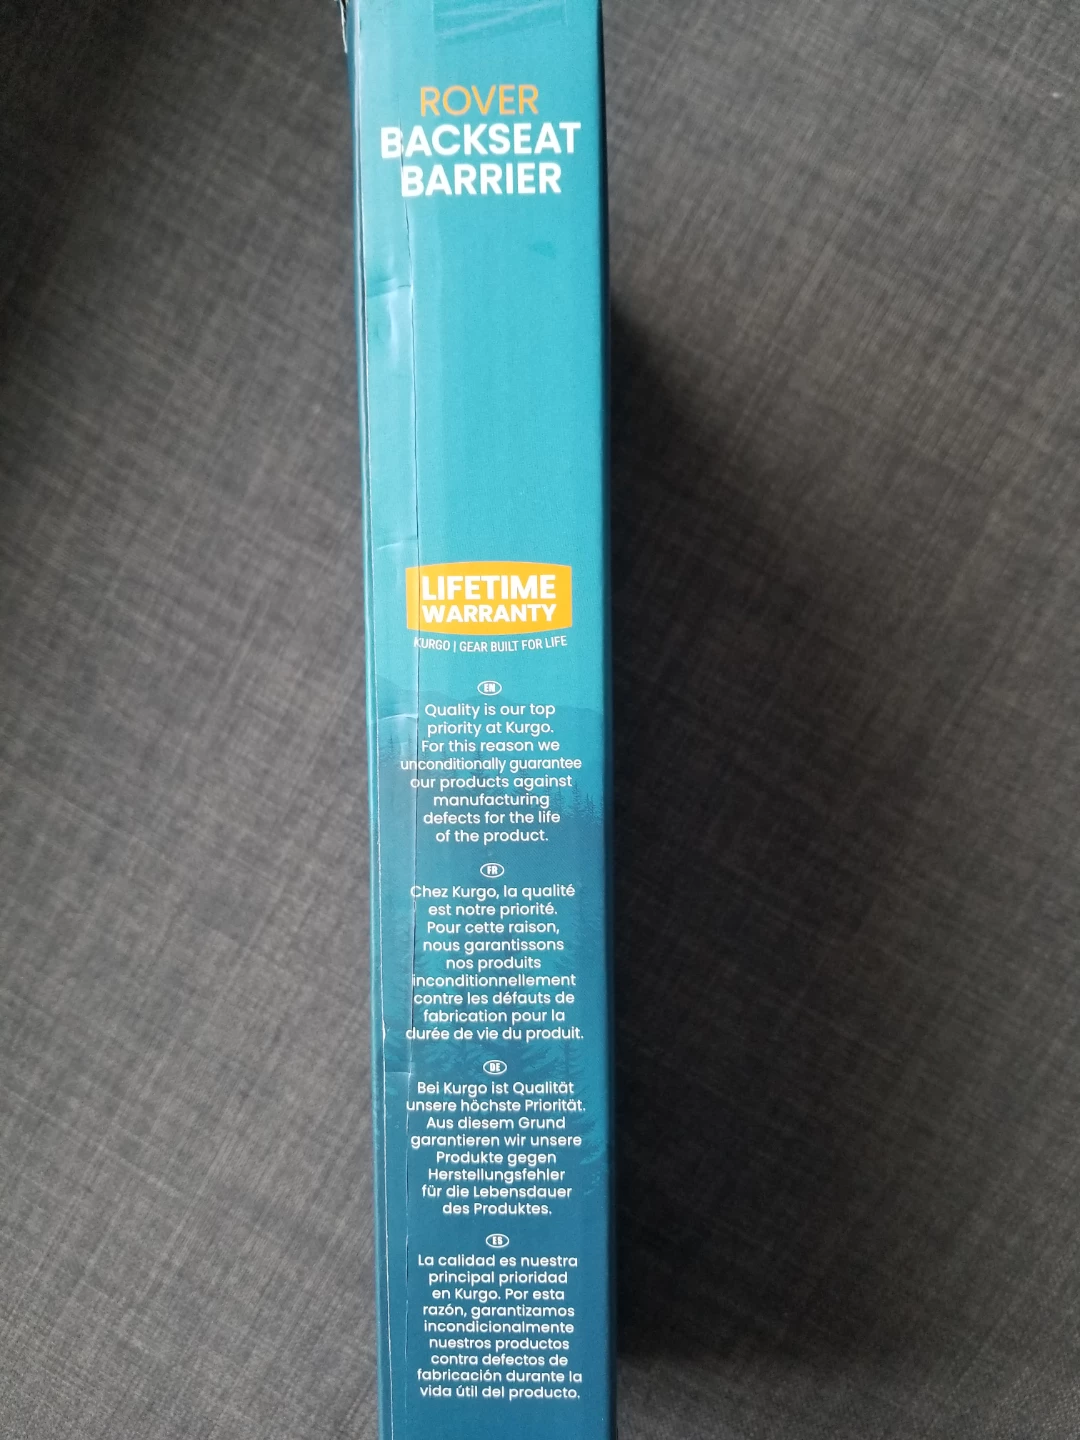 ROVER
BACKSEAT
BARRIER
LIFETIME
WARRANTY
KURGO | GEAR BUILT FOR LIFE
EN
Quality is our top
priority at Kurgo.
For this reason we
unconditionally guarantee
our products against
manufacturing
defects for the life
of the product.
FR
Chez Kurgo, la qualité
est notre priorité.
Pour cette raison,
nous garantissons
nos produits
inconditionnellement
contre les défauts de
fabrication pour la
durée de vie du produit.
DE
Bei Kurgo ist Qualität
unsere höchste Priorität.
Aus diesem Grund
garantieren wir unsere
Produkte gegen
Herstellungsfehler
für die Lebensdauer
des Produktes.
ES
La calidad es nuestra
principal prioridad
en Kurgo. Por esta
razón, garantizamos
incondicionalmente
nuestros productos
contra defectos de
fabricación durante la
vida útil del producto.